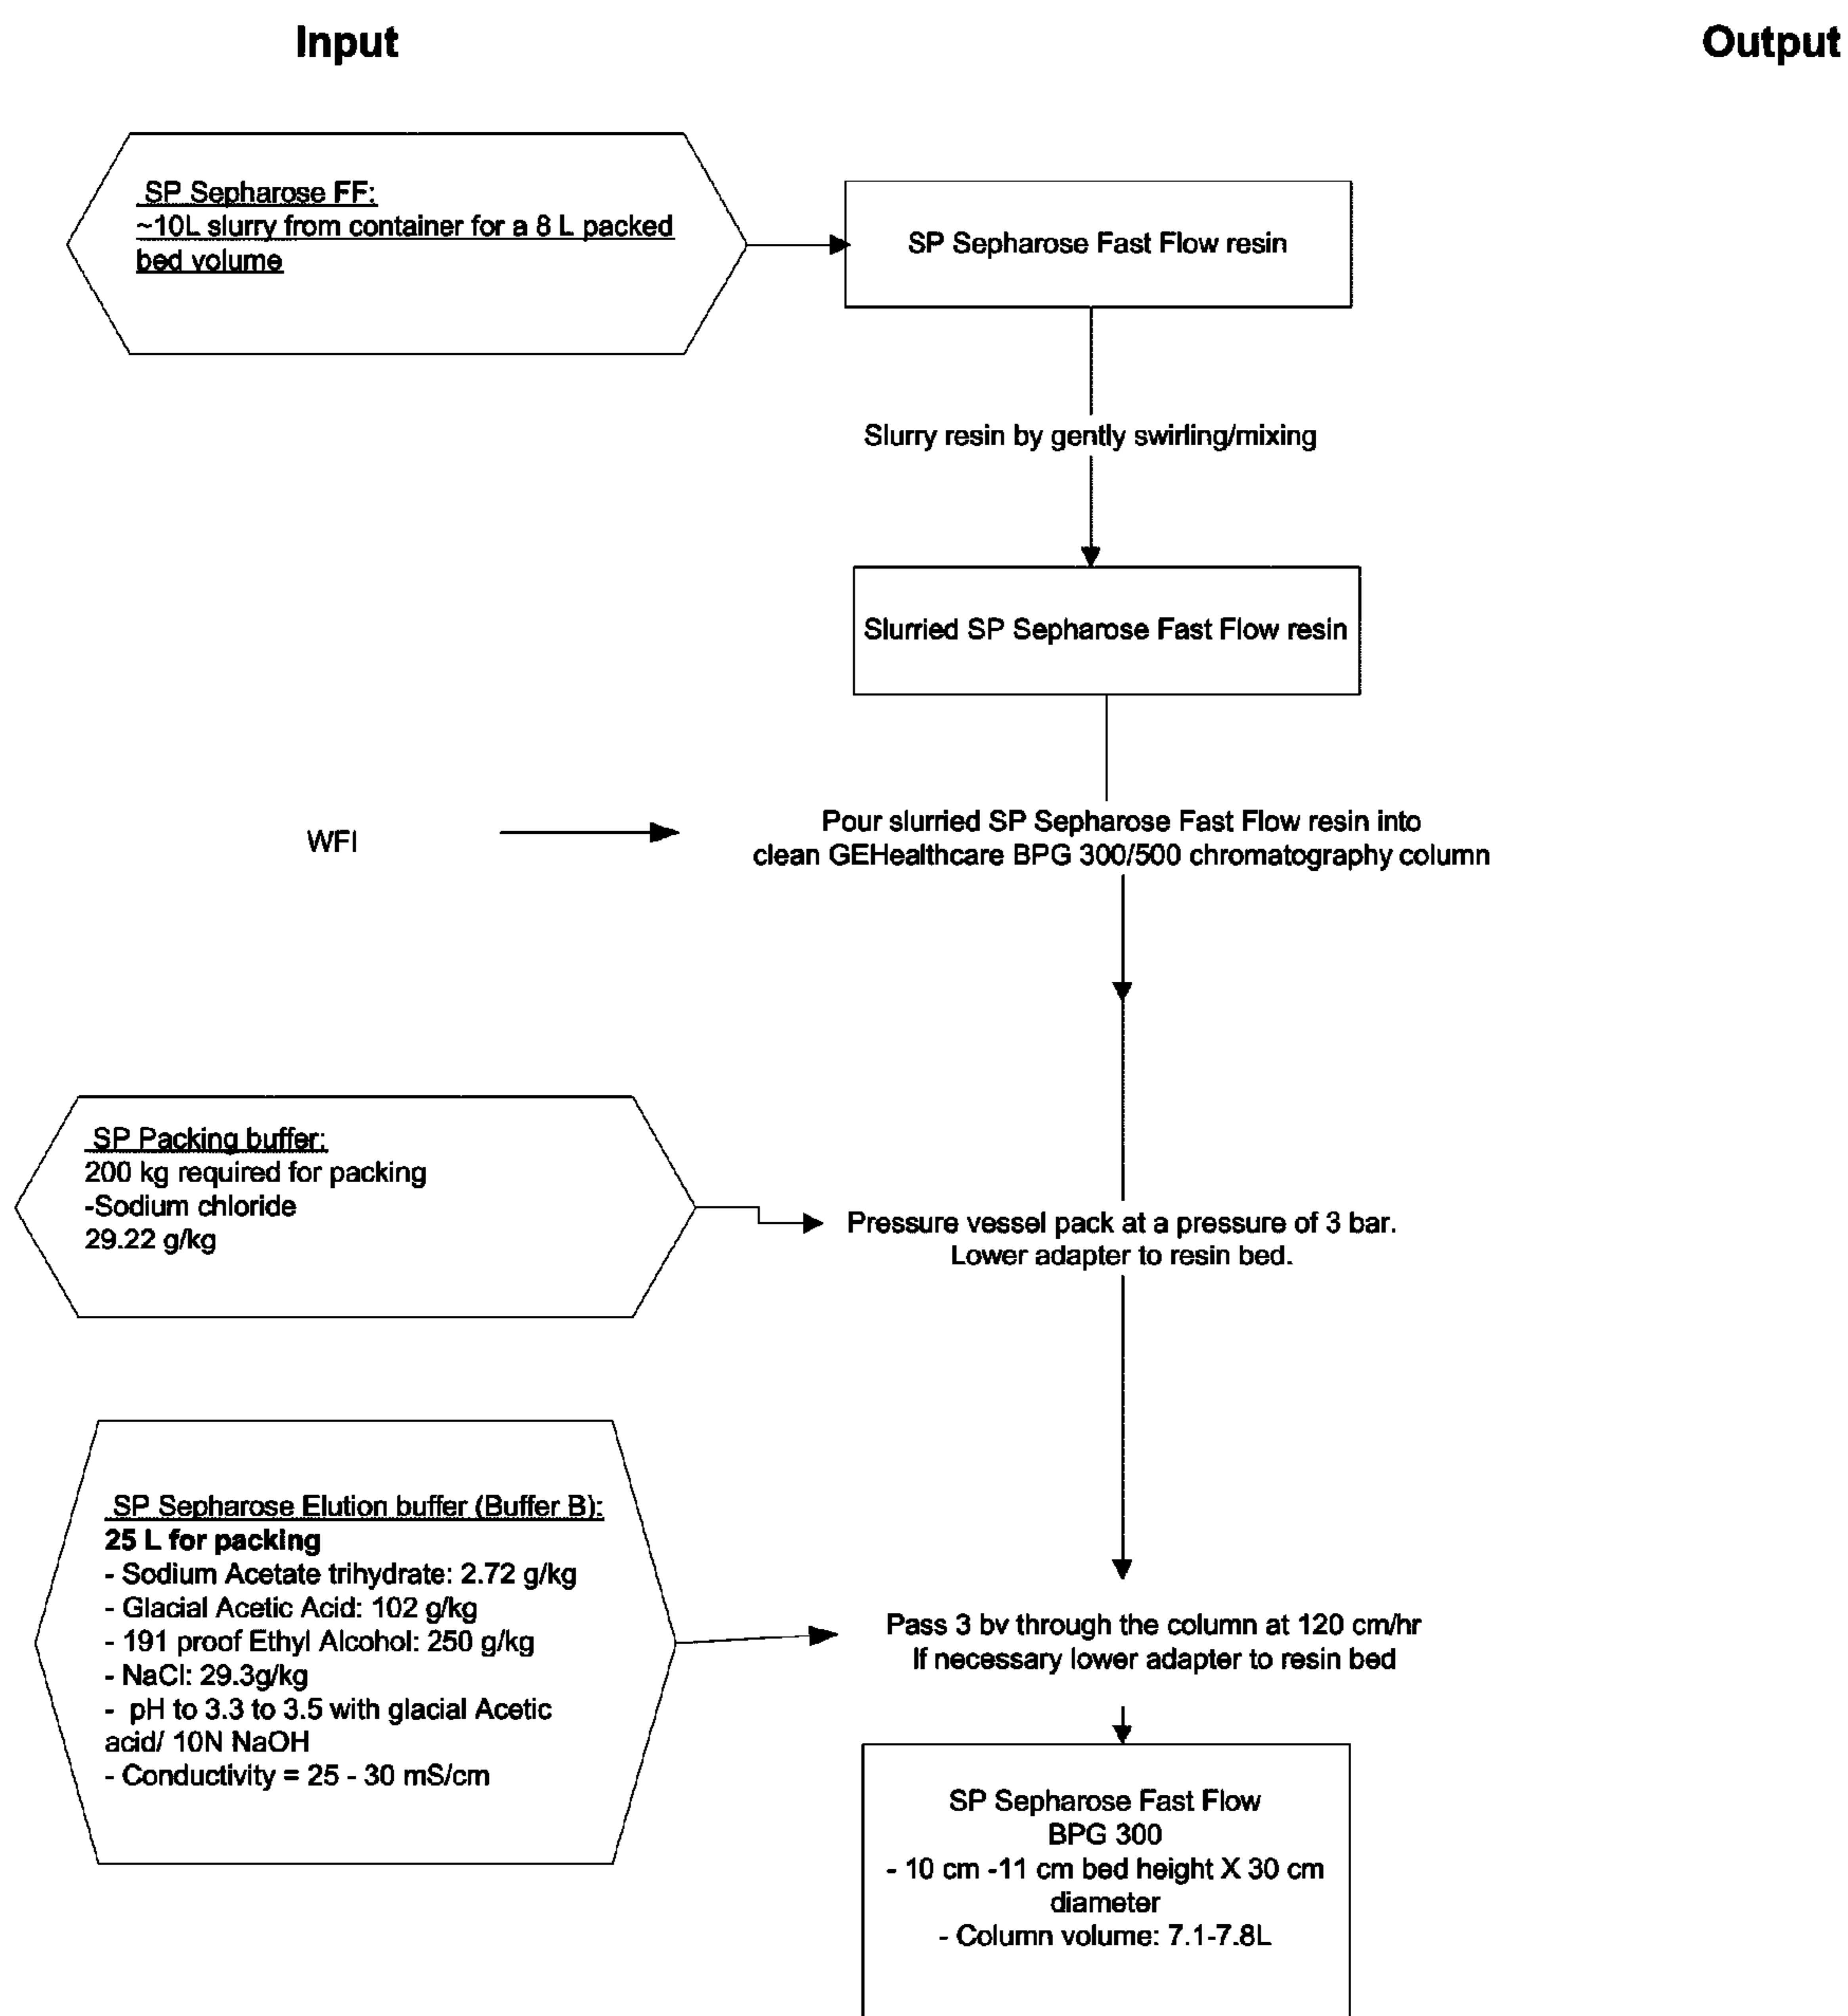 Input
Output
SP Sepharose FF:
~10L slurry from container for a 8 L packed
bed volume
SP Sepharose Fast Flow resin
Slurry resin by gently swirling/mixing
Slurried SP Sepharose Fast Flow resin
WFI
Pour slurried SP Sepharose Fast Flow resin into
clean GEHealthcare BPG 300/500 chromatography column
SP Packing buffer:
200 kg required for packing
-Sodium chloride
29.22 g/kg
Pressure vessel pack at a pressure of 3 bar.
Lower adapter to resin bed.
SP Sepharose Elution buffer (Buffer B):
25 L for packing
- Sodium Acetate trihydrate: 2.72 g/kg
- Glacial Acetic Acid: 102 g/kg
- 191 proof Ethyl Alcohol: 250 g/kg
- NaCl: 29.3g/kg
- pH to 3.3 to 3.5 with glacial Acetic
acid/ 10N NaOH
- Conductivity = 25 - 30 mS/cm
Pass 3 bv through the column at 120 cm/hr
If necessary lower adapter to resin bed
SP Sepharose Fast Flow
BPG 300
- 10 cm -11 cm bed height X 30 cm
diameter
- Column volume: 7.1-7.8L